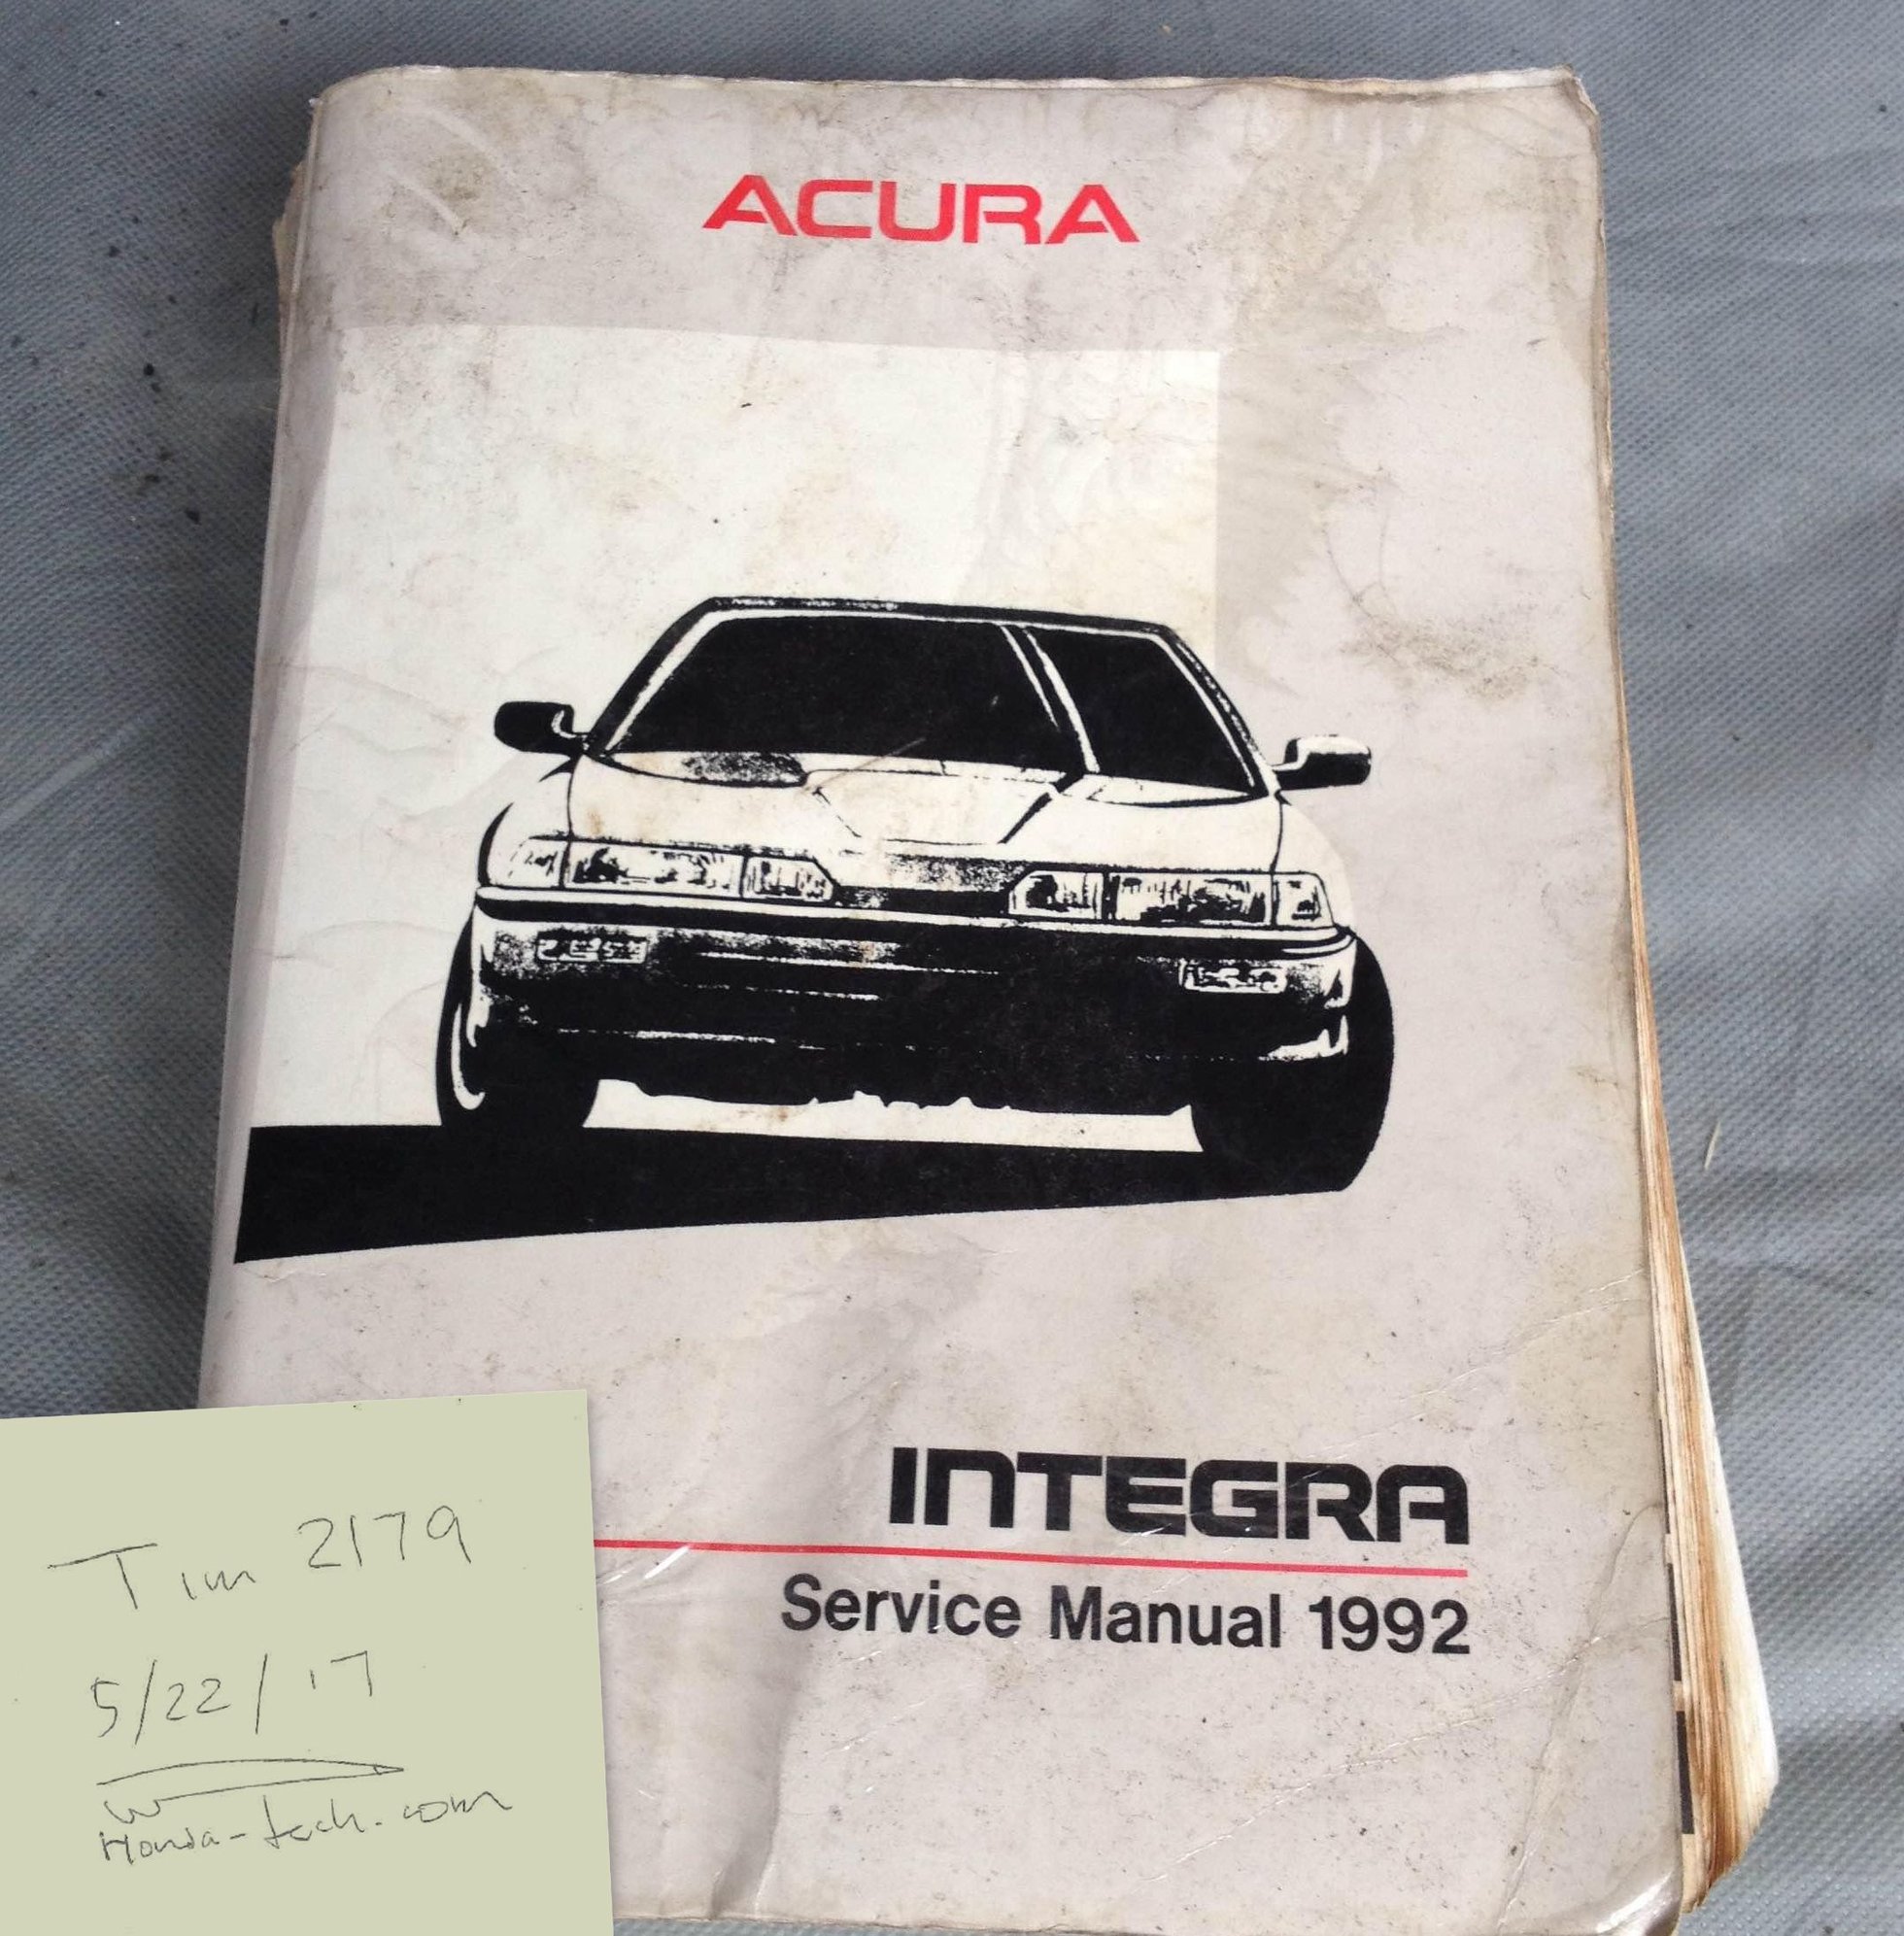 ACURA
INTEGRA
Service Manual 1992
Tim 2179
5/22/17
Honda-tech.com